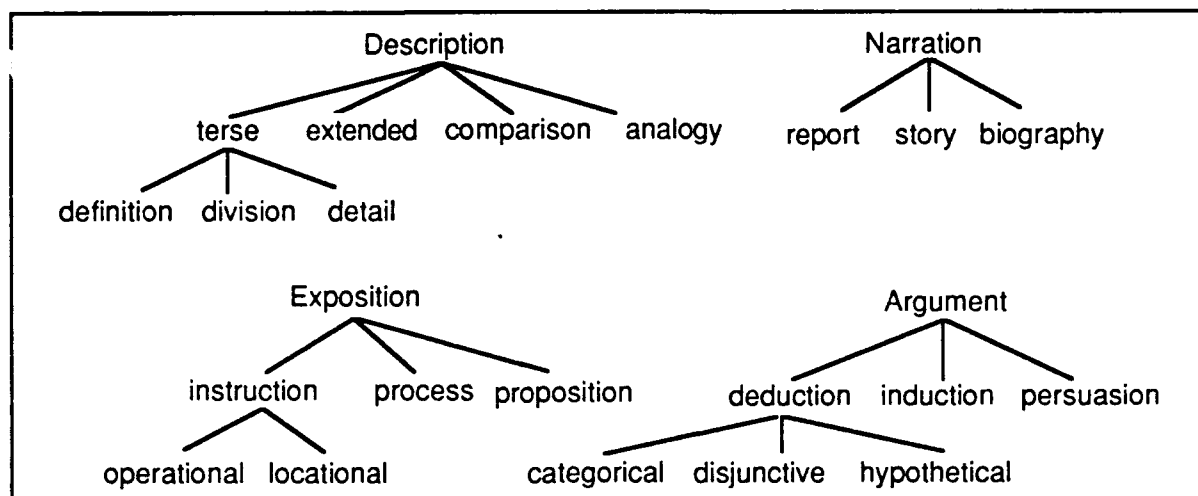 Description Narration
terse extended comparison analogy report story biography
definition division detail
Exposition Argument
instruction process proposition deduction induction persuasion
operational locational categorical disjunctive hypothetical